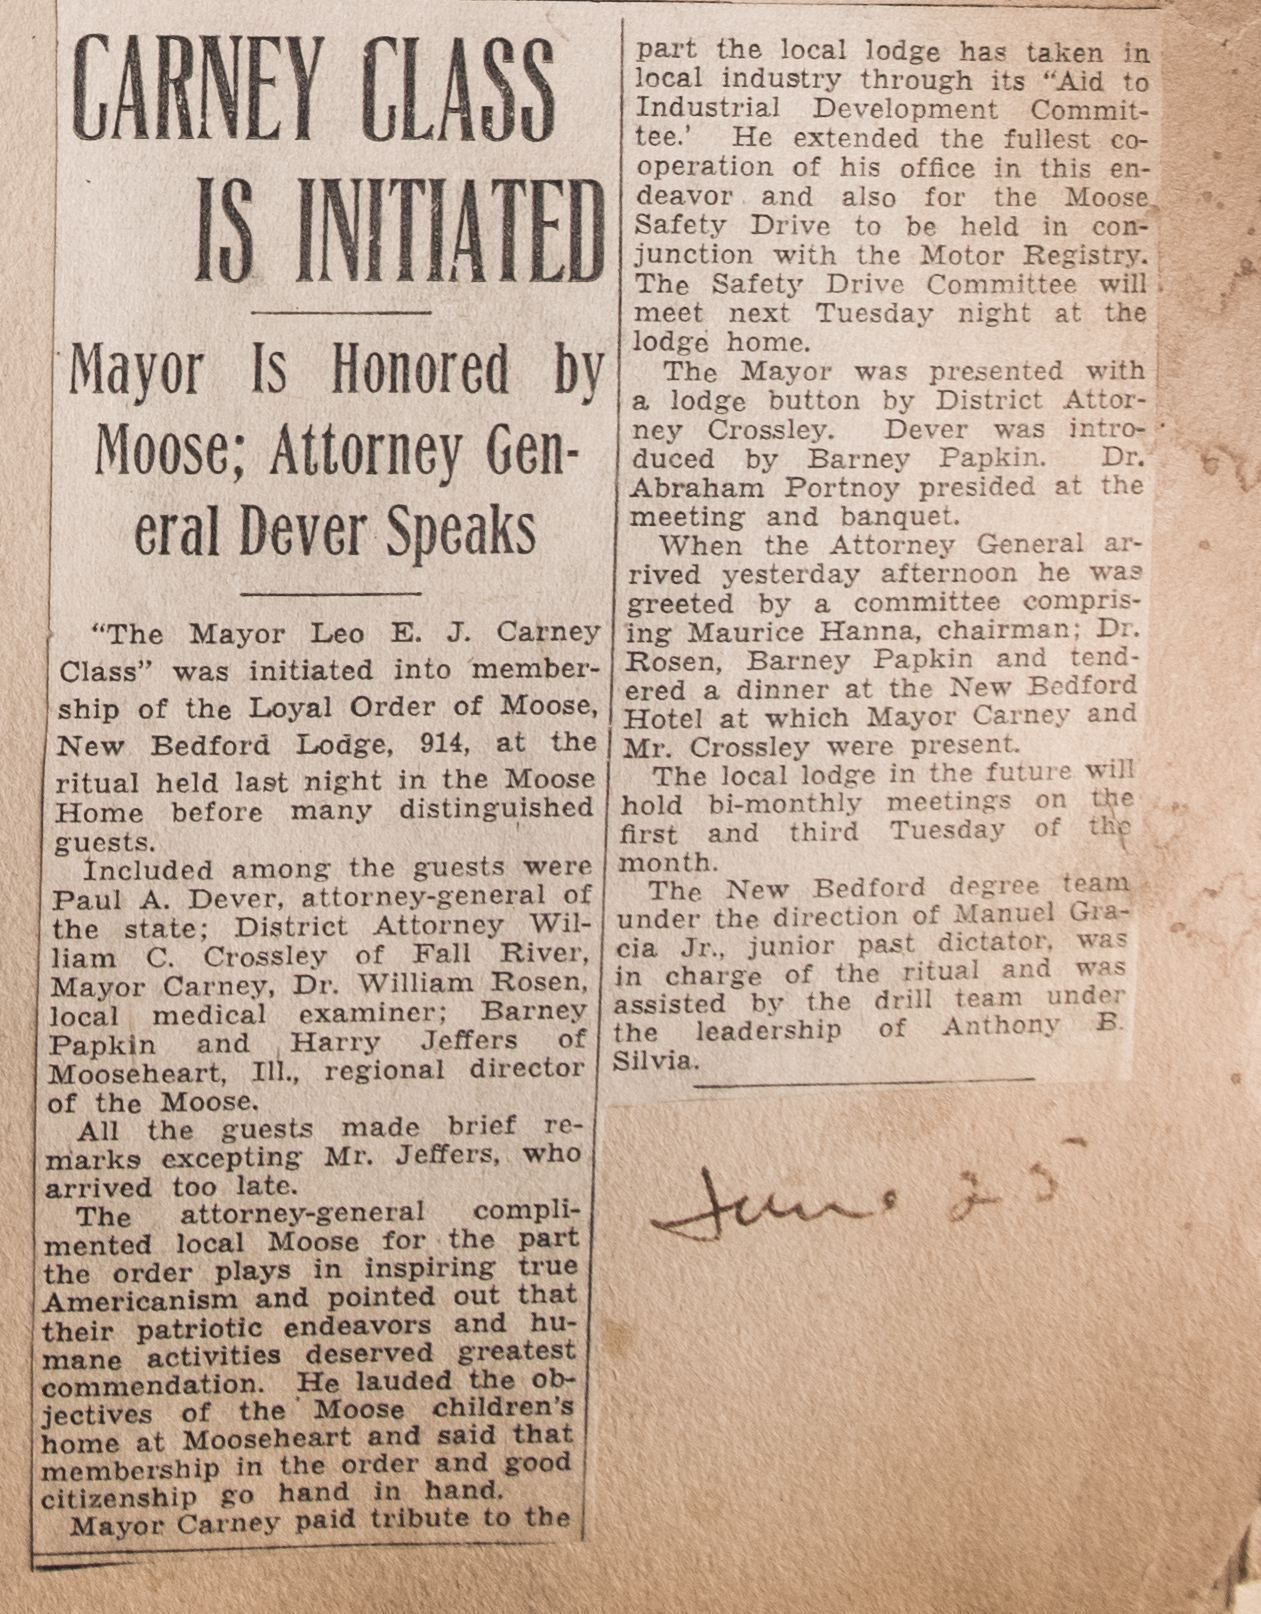 CARNEY CLASS
IS INITIATED
Mayor Is Honored by
Moose; Attorney Gen-
eral Dever Speaks
"The Mayor Leo E. J. Carney
Class" was initiated into member-
ship of the Loyal Order of Moose,
New Bedford Lodge, 914, at the
ritual held last night in the Moose
Home before many distinguished
guests.
Included among the guests were
Paul A. Dever, attorney-general of
the state; District Attorney Wil-
liam C. Crossley of Fall River,
Mayor Carney, Dr. William Rosen,
local medical examiner; Barney
Papkin and Harry Jeffers of
Mooseheart, Ill., regional director
of the Moose.
All the guests made brief re-
marks excepting Mr. Jeffers, who
arrived too late.
The attorney-general compli-
mented local Moose for the part
the order plays in inspiring true
Americanism and pointed out that
their patriotic endeavors and hu-
mane activities deserved greatest
commendation. He lauded the ob-
jectives of the Moose children's
home at Mooseheart and said that
membership in the order and good
citizenship go hand in hand.
Mayor Carney paid tribute to the
part the local lodge has taken in
local industry through its "Aid to
Industrial Development Commit-
tee.' He extended the fullest co-
operation of his office in this en-
deavor and also for the Moose
Safety Drive to be held in con-
junction with the Motor Registry.
The Safety Drive Committee will
meet next Tuesday night at the
lodge home.
The Mayor was presented with
a lodge button by District Attor-
ney Crossley. Dever was intro-
duced by Barney Papkin. Dr.
Abraham Portnoy presided at the
meeting and banquet.
When the Attorney General ar-
rived yesterday afternoon he was
greeted by a committee compris-
ing Maurice Hanna, chairman; Dr.
Rosen, Barney Papkin and tend-
ered a dinner at the New Bedford
Hotel at which Mayor Carney and
Mr. Crossley were present.
The local lodge in the future will
hold bi-monthly meetings on the
first and third Tuesday of the
month.
The New Bedford degree team
under the direction of Manuel Gra-
cia Jr., junior past dictator, was
in charge of the ritual and was
assisted by the drill team under
the leadership of Anthony B.
Silvia.
June 25